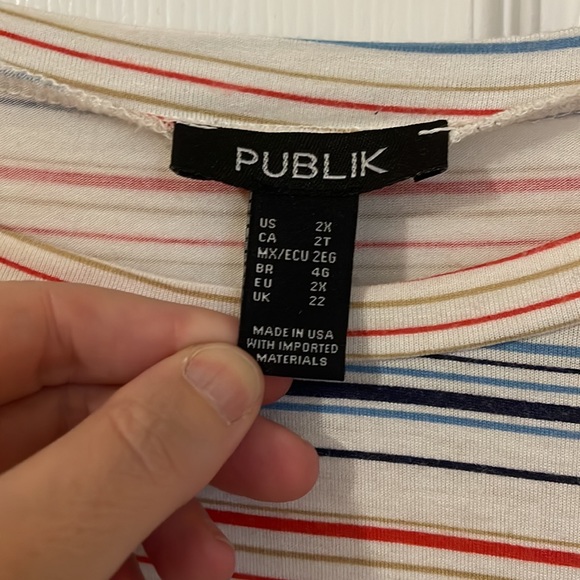 PUBLIK
US 2X
CA 2T
MX/ECU 2EG
BR 4G
EU 2X
UK 22
MADE IN USA
WITH IMPORTED
MATERIALS